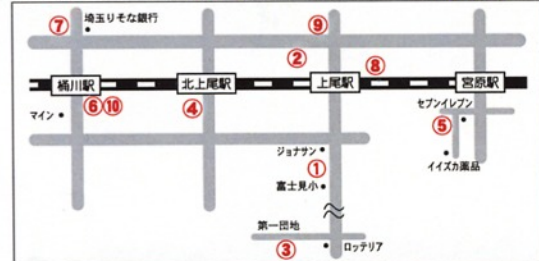 ⑦
埼玉りそな銀行
⑨
②
⑧
桶川駅
北上尾駅
上尾駅
宮原駅
マイン
⑥⑩
④
セブンイレブン
⑤
ジョナサン
イイズカ薬品
①
富士見小
第一団地
③
ロッテリア